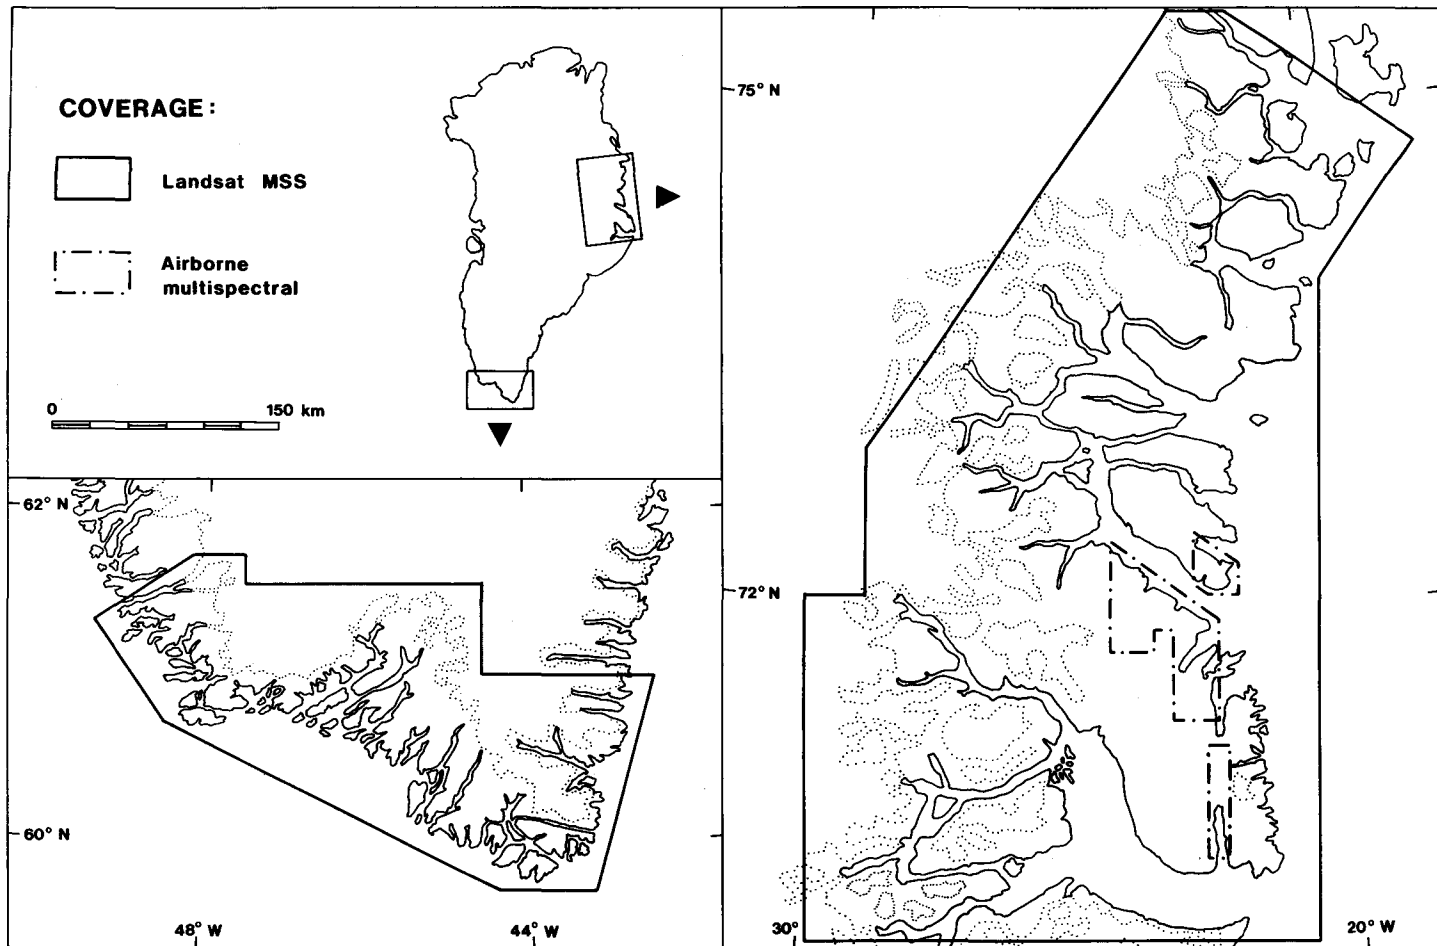 COVERAGE:
Landsat MSS
Airborne
multispectral
0 150 km
62° N
60° N
48° W
44° W
75° N
72° N
30°
20° W